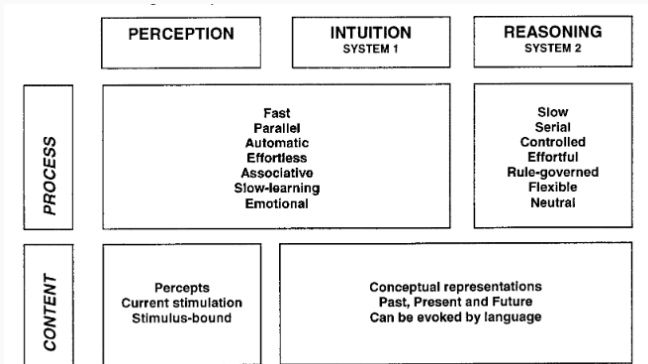 PERCEPTION
INTUITION
SYSTEM 1
REASONING
SYSTEM 2
PROCESS
Fast
Parallel
Automatic
Effortless
Associative
Slow-learning
Emotional
Slow
Serial
Controlled
Effortful
Rule-governed
Flexible
Neutral
CONTENT
Percepts
Current stimulation
Stimulus-bound
Conceptual representations
Past, Present and Future
Can be evoked by language